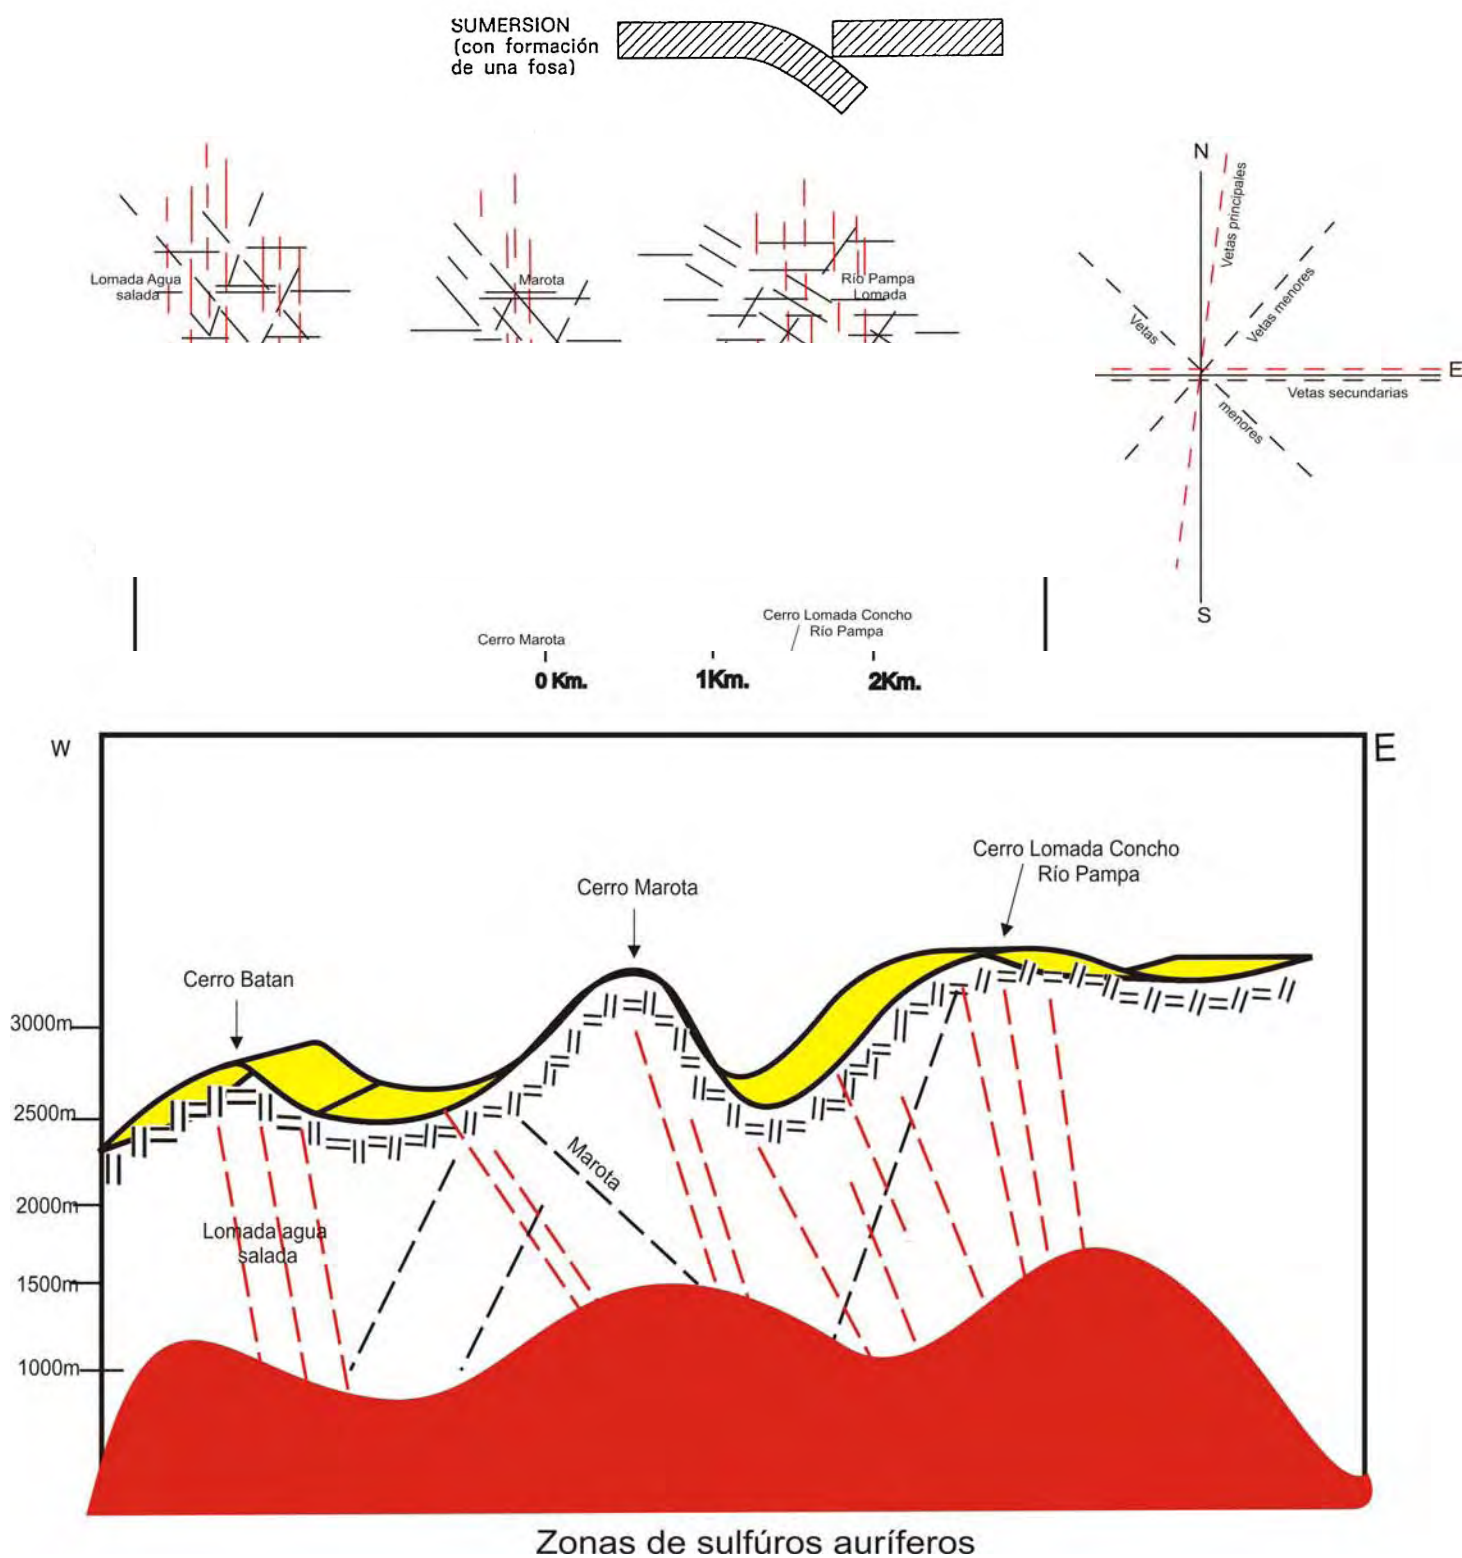 SUMERSION
(con formación
de una fosa)
Lomada Agua
salada
Marota
Río Pampa
Lomada
N
Vetas principales
Vetas menores
Vetas
E
Vetas secundarias
menores
S
Cerro Marota
Cerro Lomada Concho
Río Pampa
0 Km.
1Km.
2Km.
W
E
Cerro Lomada Concho
Río Pampa
Cerro Marota
Cerro Batan
3000m
2500m
Marota
2000m
Lomada agua
salada
1500m
1000m
Zonas de sulfúros auríferos